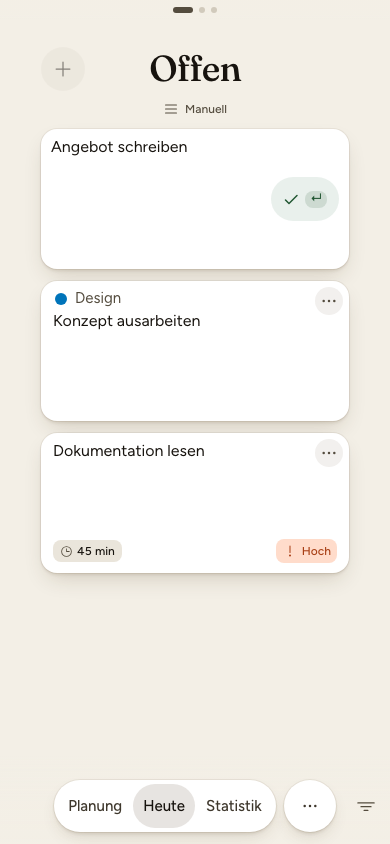 Offen
Manuell
Angebot schreiben
Design
Konzept ausarbeiten
Dokumentation lesen
45 min
Hoch
Planung Heute Statistik